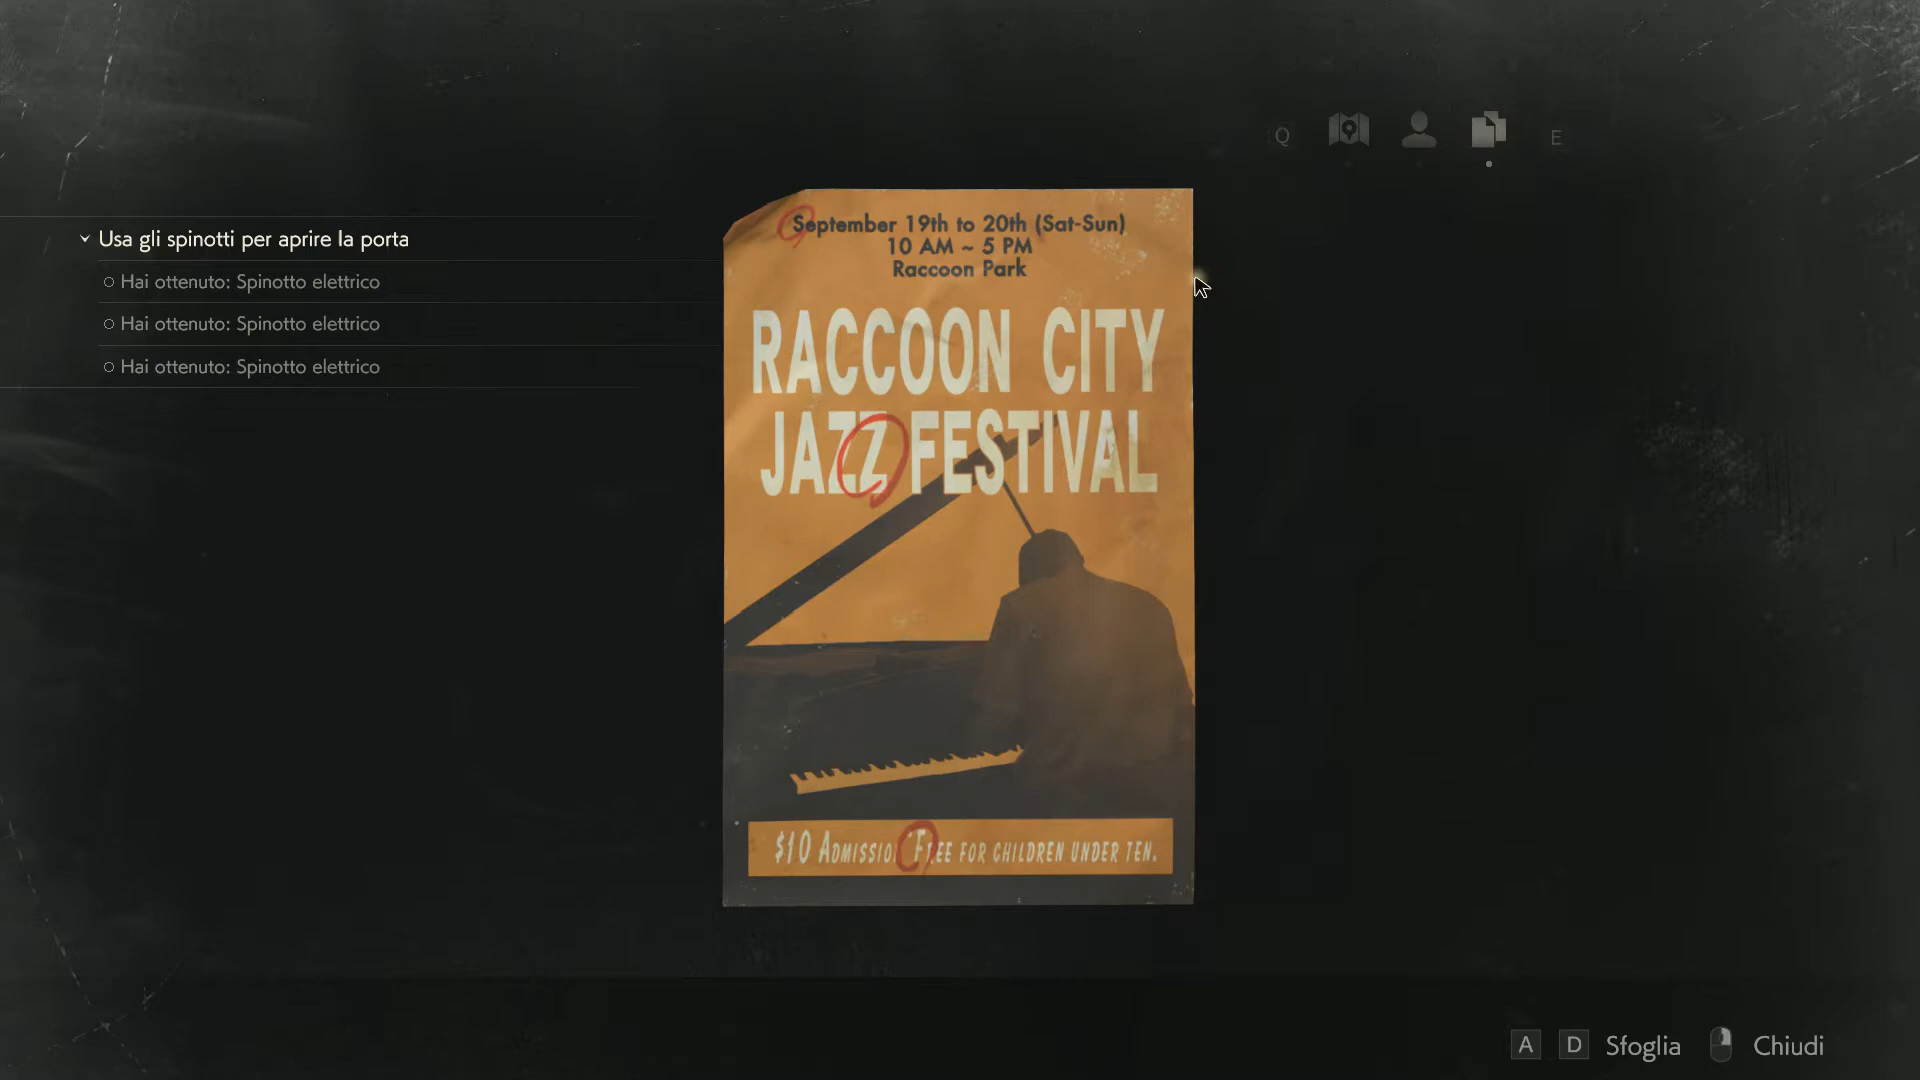 Q
E
Usa gli spinotti per aprire la porta
Hai ottenuto: Spinotto elettrico
Hai ottenuto: Spinotto elettrico
Hai ottenuto: Spinotto elettrico
September 19th to 20th (Sat-Sun)
10 AM ~ 5 PM
Raccoon Park
RACCOON CITY
JAZZ FESTIVAL
$10 Admission Free for children under ten.
A D Sfoglia Chiudi